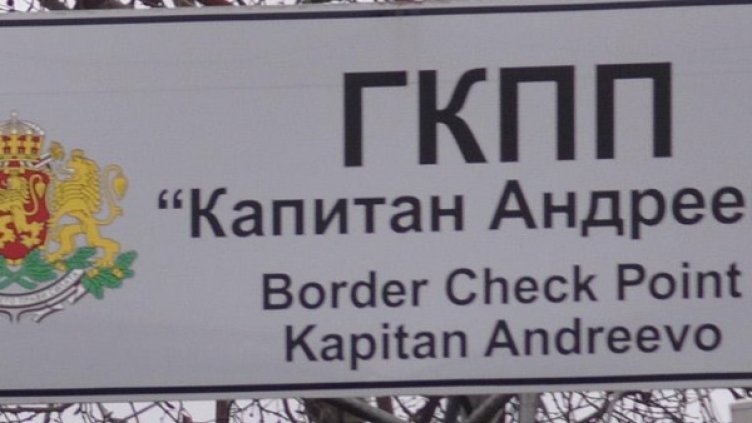 ГКПП
“Капитан Андрее
Border Check Point
Kapitan Andreevo